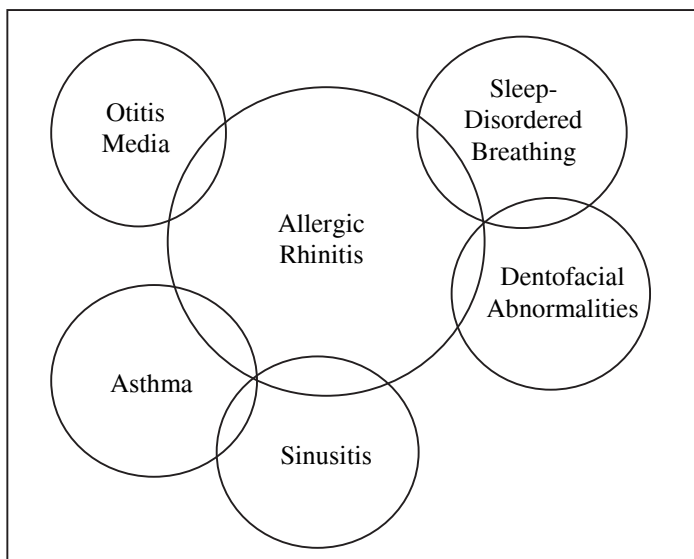 Otitis
Media
Sleep-
Disordered
Breathing
Allergic
Rhinitis
Dentofacial
Abnormalities
Asthma
Sinusitis